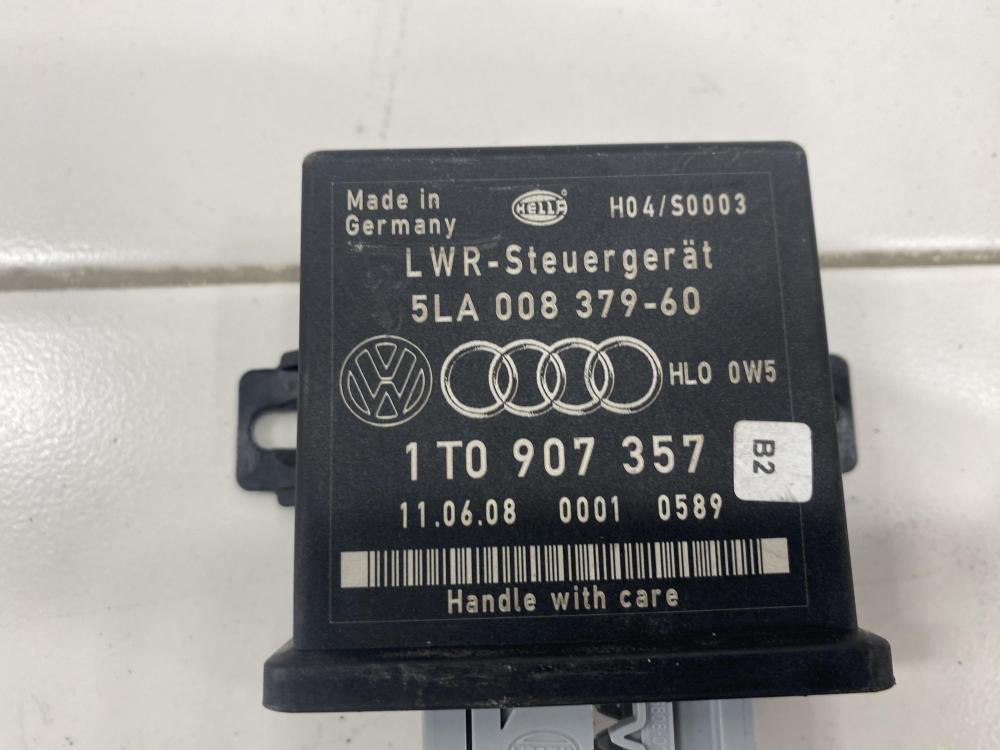 Made in
Germany
HELLA
H04/S0003
LWR-Steuergerät
5LA 008 379-60
HLO 0W5
1T0 907 357
B2
11.06.08 0001 0589
Handle with care